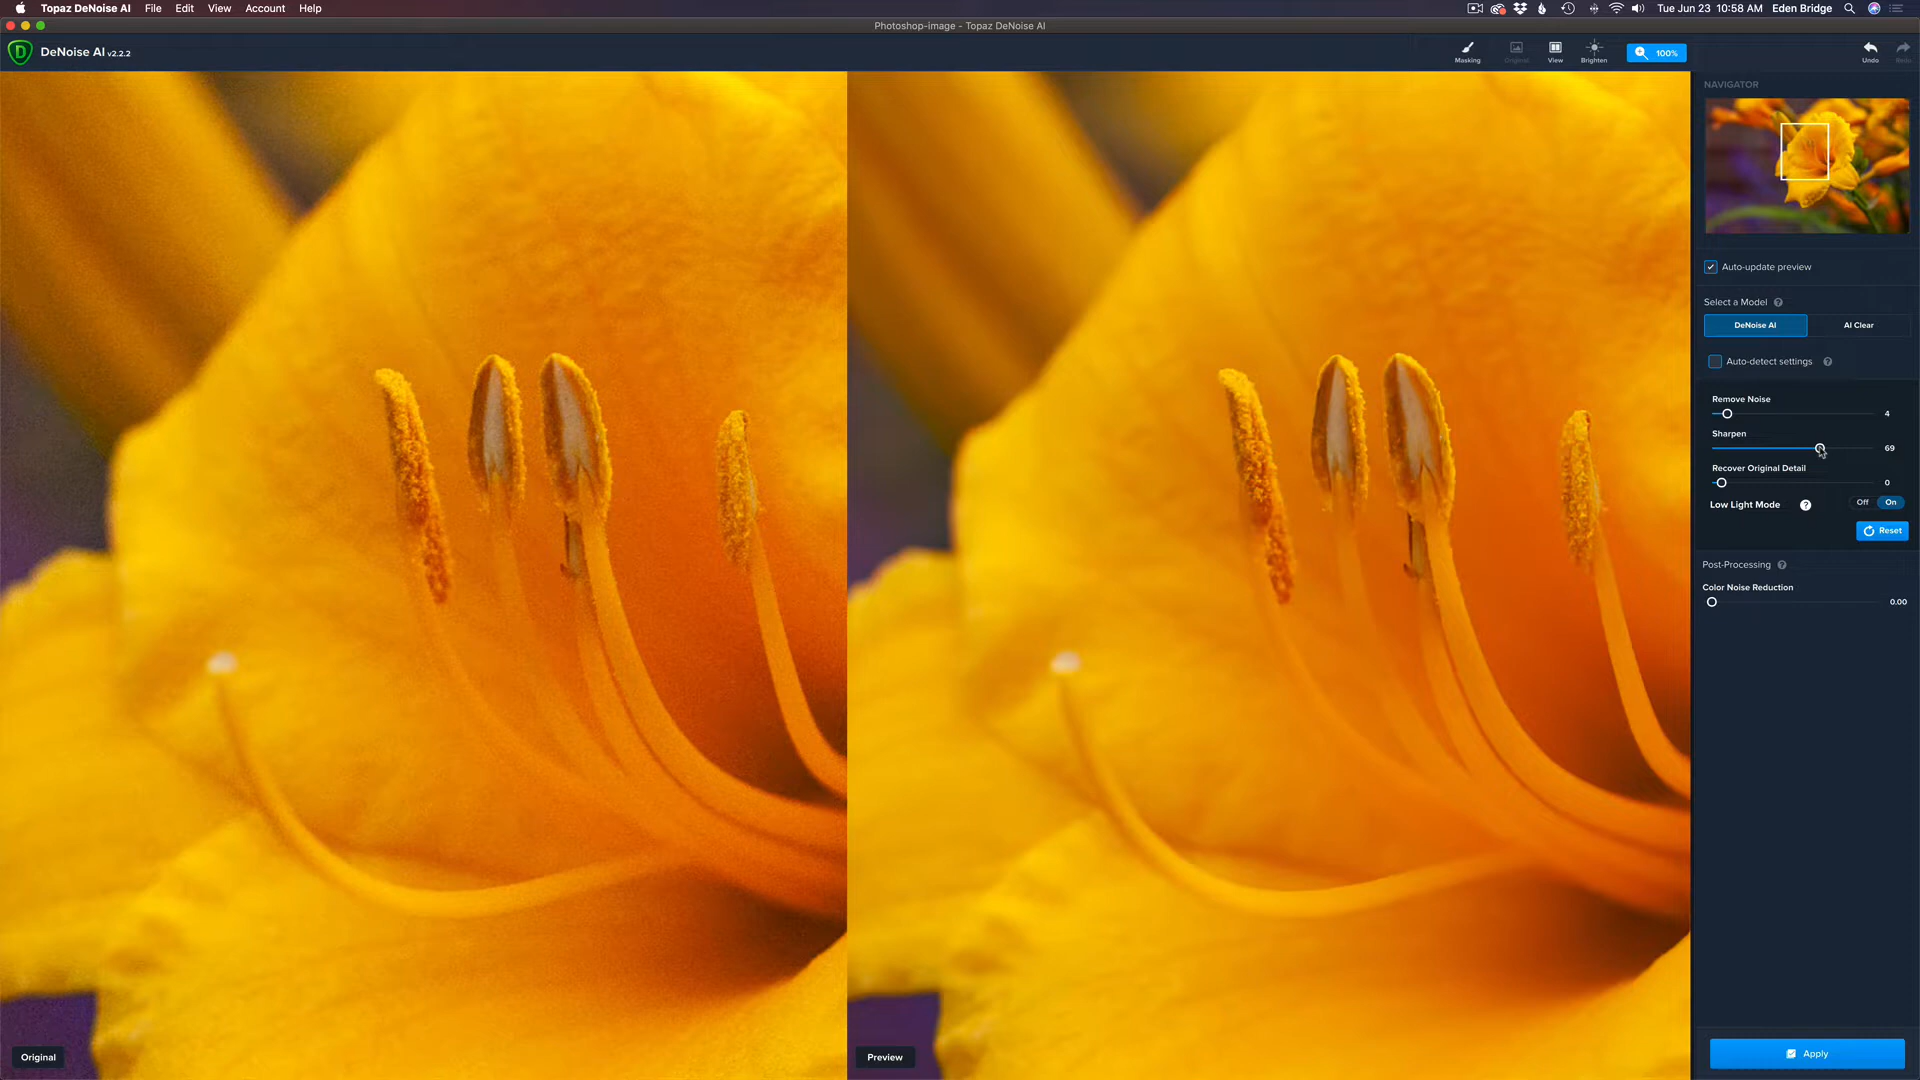 Topaz DeNoise AI File Edit View Account Help Tue Jun 23 10:58 AM Eden Bridge
Photoshop-image - Topaz DeNoise AI
DeNoise AI v2.2.2
Masking Original View Brighten 100% Undo Redo
NAVIGATOR
Auto-update preview
Select a Model ?
DeNoise AI AI Clear
Auto-detect settings ?
Remove Noise
4
Sharpen
69
Recover Original Detail
0
Low Light Mode ? Off On
Reset
Post-Processing ?
Color Noise Reduction
0.00
Original Preview
Apply